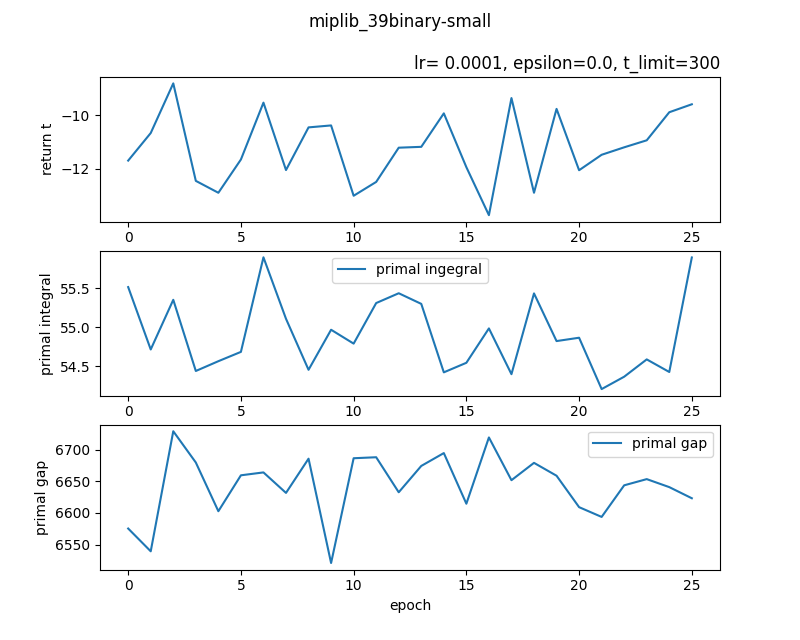 miplib_39binary-small
lr= 0.0001, epsilon=0.0, t_limit=300
return t
−10
−12
0 5 10 15 20 25
primal integral
primal ingegral
55.5
55.0
54.5
0 5 10 15 20 25
primal gap
primal gap
6700
6650
6600
6550
0 5 10 15 20 25
epoch